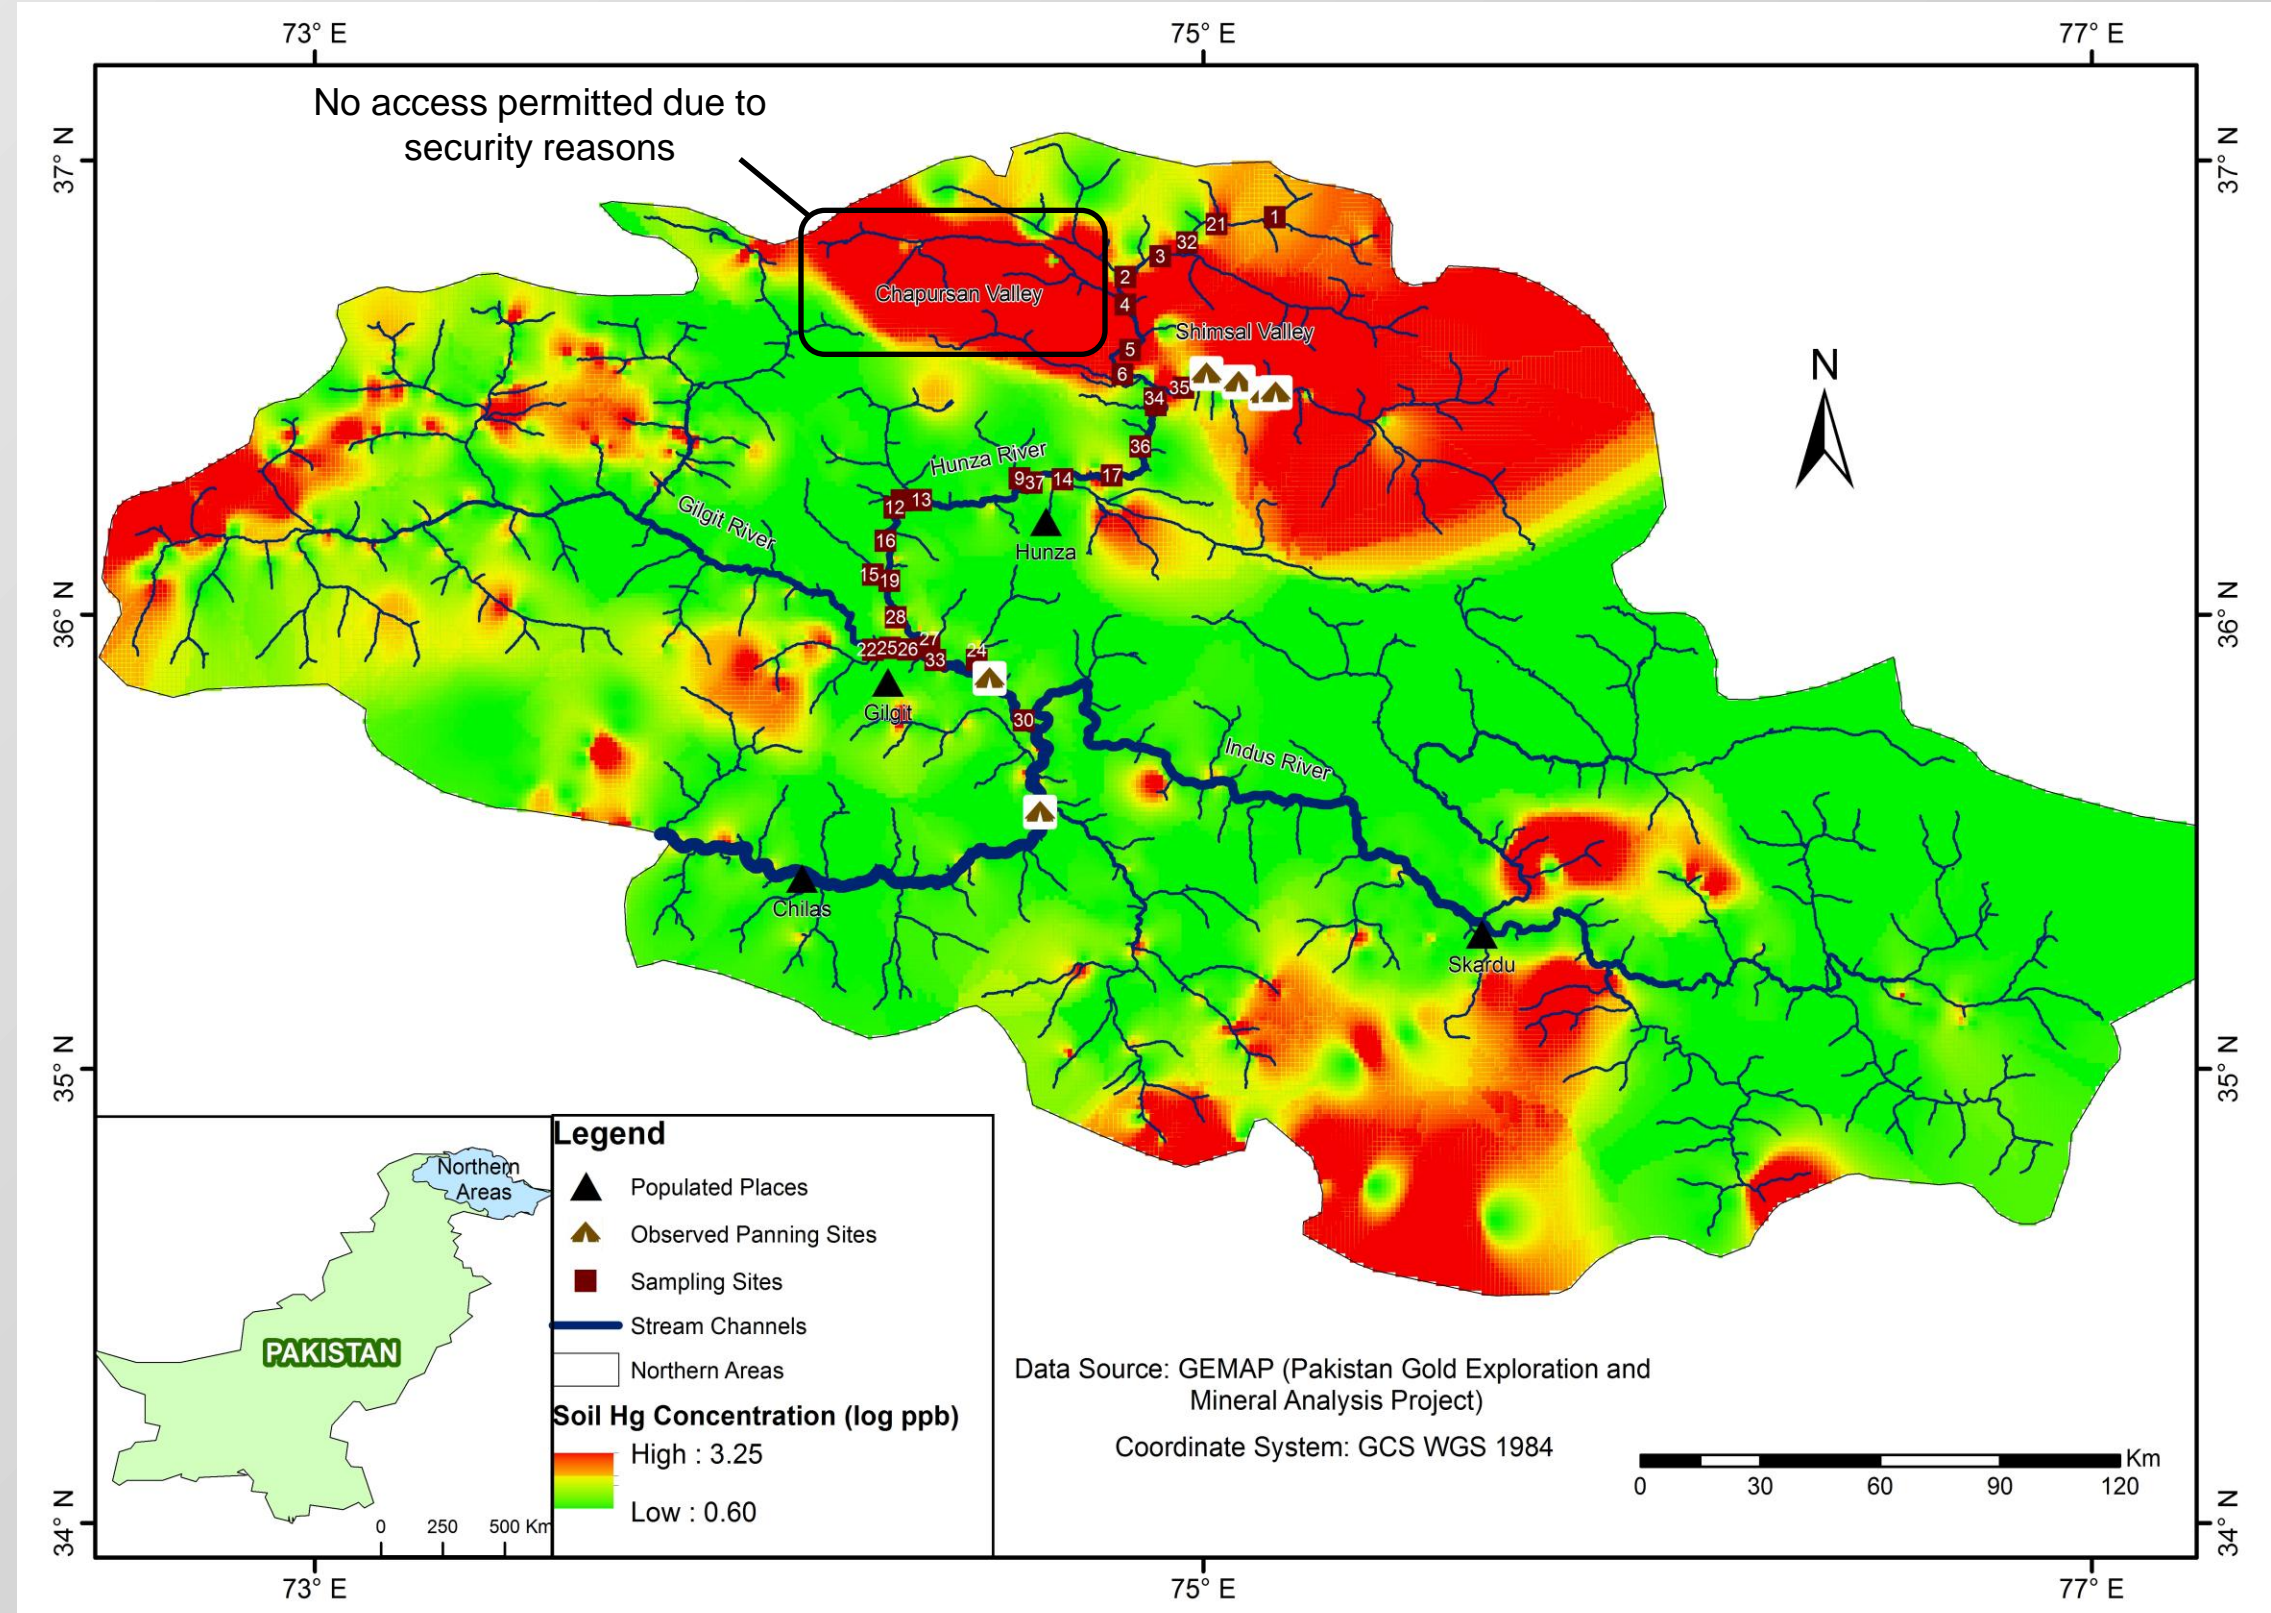 73° E
75° E
77° E
No access permitted due to
security reasons
37° N
37° N
21
1
32
3
2
Chapursan Valley
4
Shimsal Valley
5
6
35
34
N
36
Hunza River
9
37
14
17
12
13
Gilgit River
16
Hunza
15
19
36° N
36° N
28
27
22
25
26
33
24
Gilgit
30
Indus River
Chilas
Skardu
35° N
35° N
Legend
Populated Places
Observed Panning Sites
Sampling Sites
Stream Channels
Northern Areas
Soil Hg Concentration (log ppb)
High : 3.25
Low : 0.60
Northern
Areas
PAKISTAN
0 250 500 Km
Data Source: GEMAP (Pakistan Gold Exploration and
Mineral Analysis Project)
Coordinate System: GCS WGS 1984
Km
0 30 60 90 120
34° N
34° N
73° E
75° E
77° E